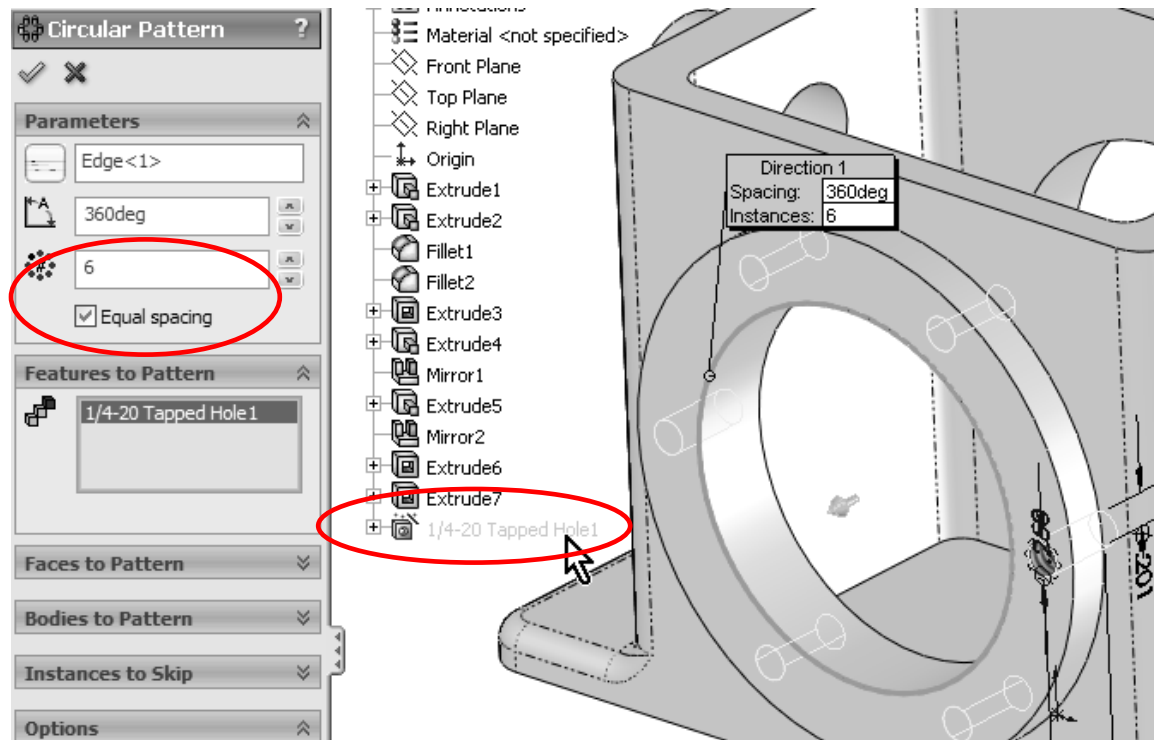 Circular Pattern ?
Parameters
Edge<1>
360deg
6
Equal spacing
Features to Pattern
1/4-20 Tapped Hole1
Faces to Pattern
Bodies to Pattern
Instances to Skip
Options
Annotations
Material <not specified>
Front Plane
Top Plane
Right Plane
Origin
Extrude1
Extrude2
Fillet1
Fillet2
Extrude3
Extrude4
Mirror1
Extrude5
Mirror2
Extrude6
Extrude7
1/4-20 Tapped Hole1
Direction 1
Spacing: 360deg
Instances: 6